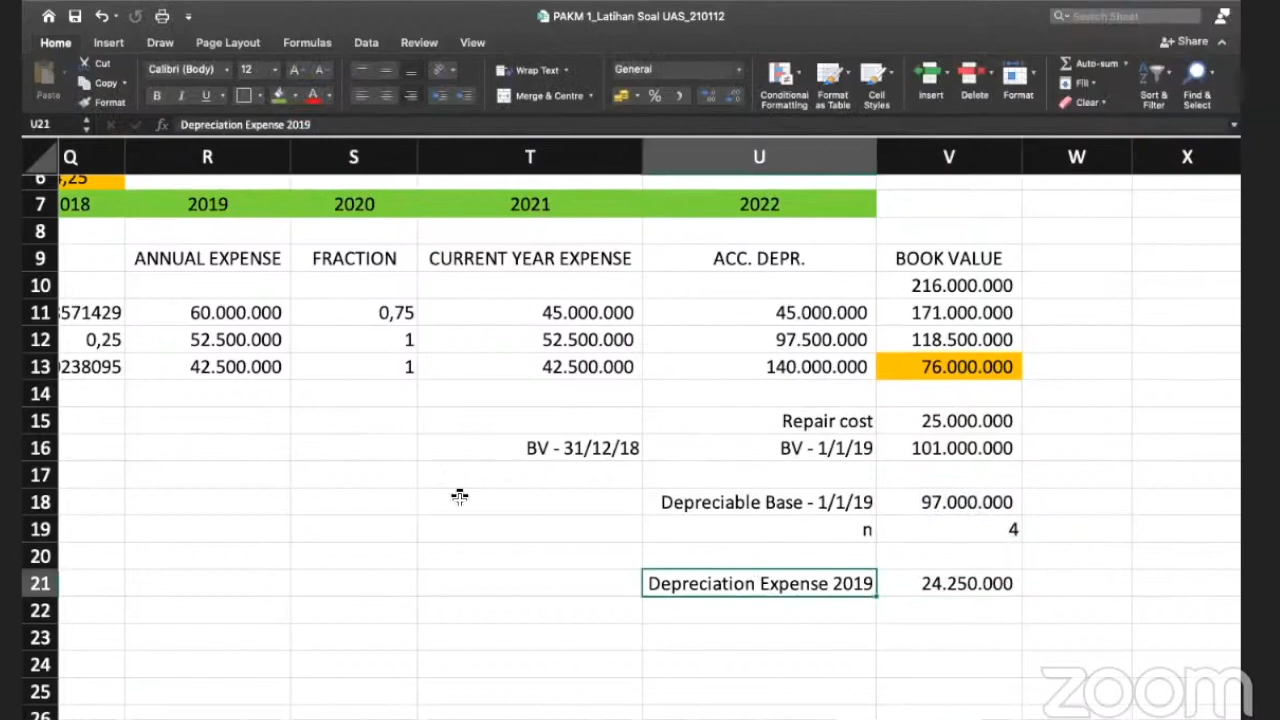 PAKM 1_Latihan Soal UAS_210112
Search Sheet
Home Insert Draw Page Layout Formulas Data Review View
Share
Cut
Copy
Format
Paste
Calibri (Body) 12
B I U
Wrap Text
Merge & Centre
General
Conditional Formatting
Format as Table
Cell Styles
Insert Delete Format
Auto-sum
Fill
Clear
Sort & Filter
Find & Select
U21 fx Depreciation Expense 2019
Q R S T U V W X
6 ,25
7 018 2019 2020 2021 2022
8
9 ANNUAL EXPENSE FRACTION CURRENT YEAR EXPENSE ACC. DEPR. BOOK VALUE
10 216.000.000
11 571429 60.000.000 0,75 45.000.000 45.000.000 171.000.000
12 0,25 52.500.000 1 52.500.000 97.500.000 118.500.000
13 238095 42.500.000 1 42.500.000 140.000.000 76.000.000
14
15 Repair cost 25.000.000
16 BV - 31/12/18 BV - 1/1/19 101.000.000
17
18 Depreciable Base - 1/1/19 97.000.000
19 n 4
20
21 Depreciation Expense 2019 24.250.000
22
23
24
25
26
zoom